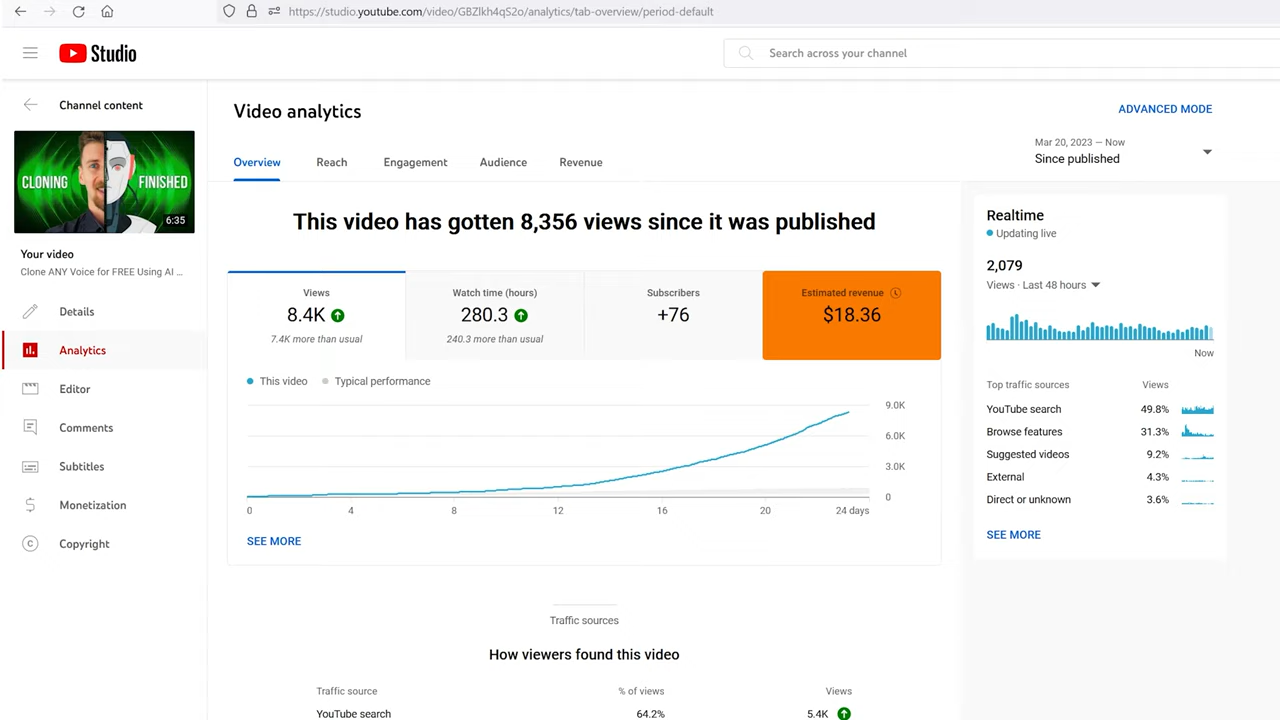 https://studio.youtube.com/video/GBZlkh4qS2o/analytics/tab-overview/period-default
Studio
Search across your channel
Channel content
CLONING FINISHED
6:35
Your video
Clone ANY Voice for FREE Using AI ...
Details
Analytics
Editor
Comments
Subtitles
Monetization
Copyright
Video analytics
ADVANCED MODE
Overview Reach Engagement Audience Revenue
Mar 20, 2023 – Now
Since published
This video has gotten 8,356 views since it was published
Views
8.4K
7.4K more than usual
Watch time (hours)
280.3
240.3 more than usual
Subscribers
+76
Estimated revenue
$18.36
This video Typical performance
9.0K
6.0K
3.0K
0
0 4 8 12 16 20 24 days
SEE MORE
Realtime
Updating live
2,079
Views · Last 48 hours
Now
Top traffic sources Views
YouTube search 49.8%
Browse features 31.3%
Suggested videos 9.2%
External 4.3%
Direct or unknown 3.6%
SEE MORE
Traffic sources
How viewers found this video
Traffic source % of views Views
YouTube search 64.2% 5.4K